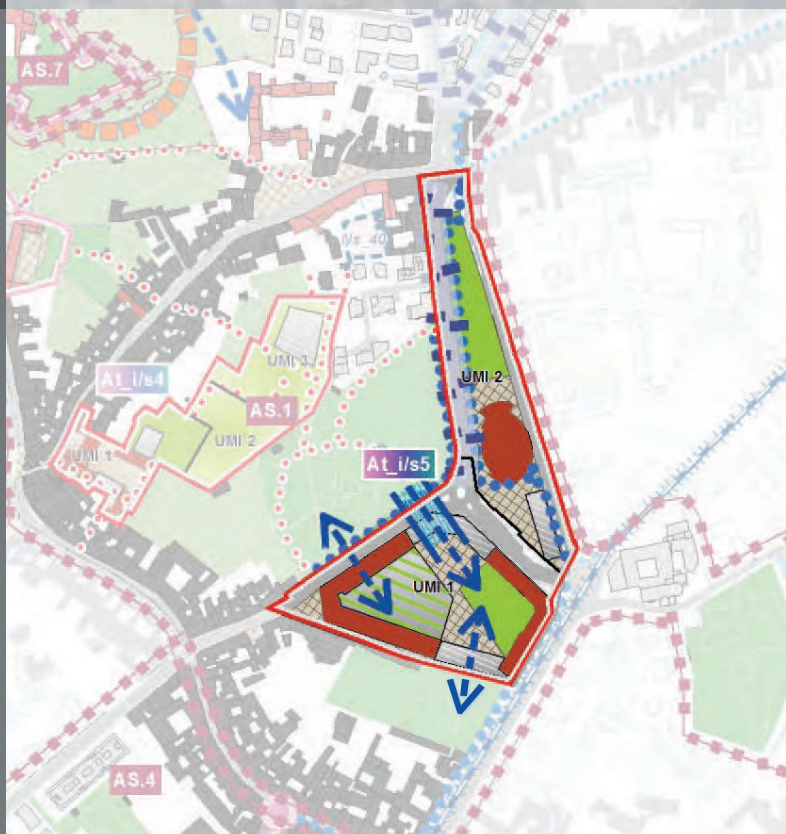 AS.7
Ns_40
UMI 3
At_i/s4
UMI 2
AS.1
UMI 2
UMI 1
At_i/s5
UMI 1
AS.4